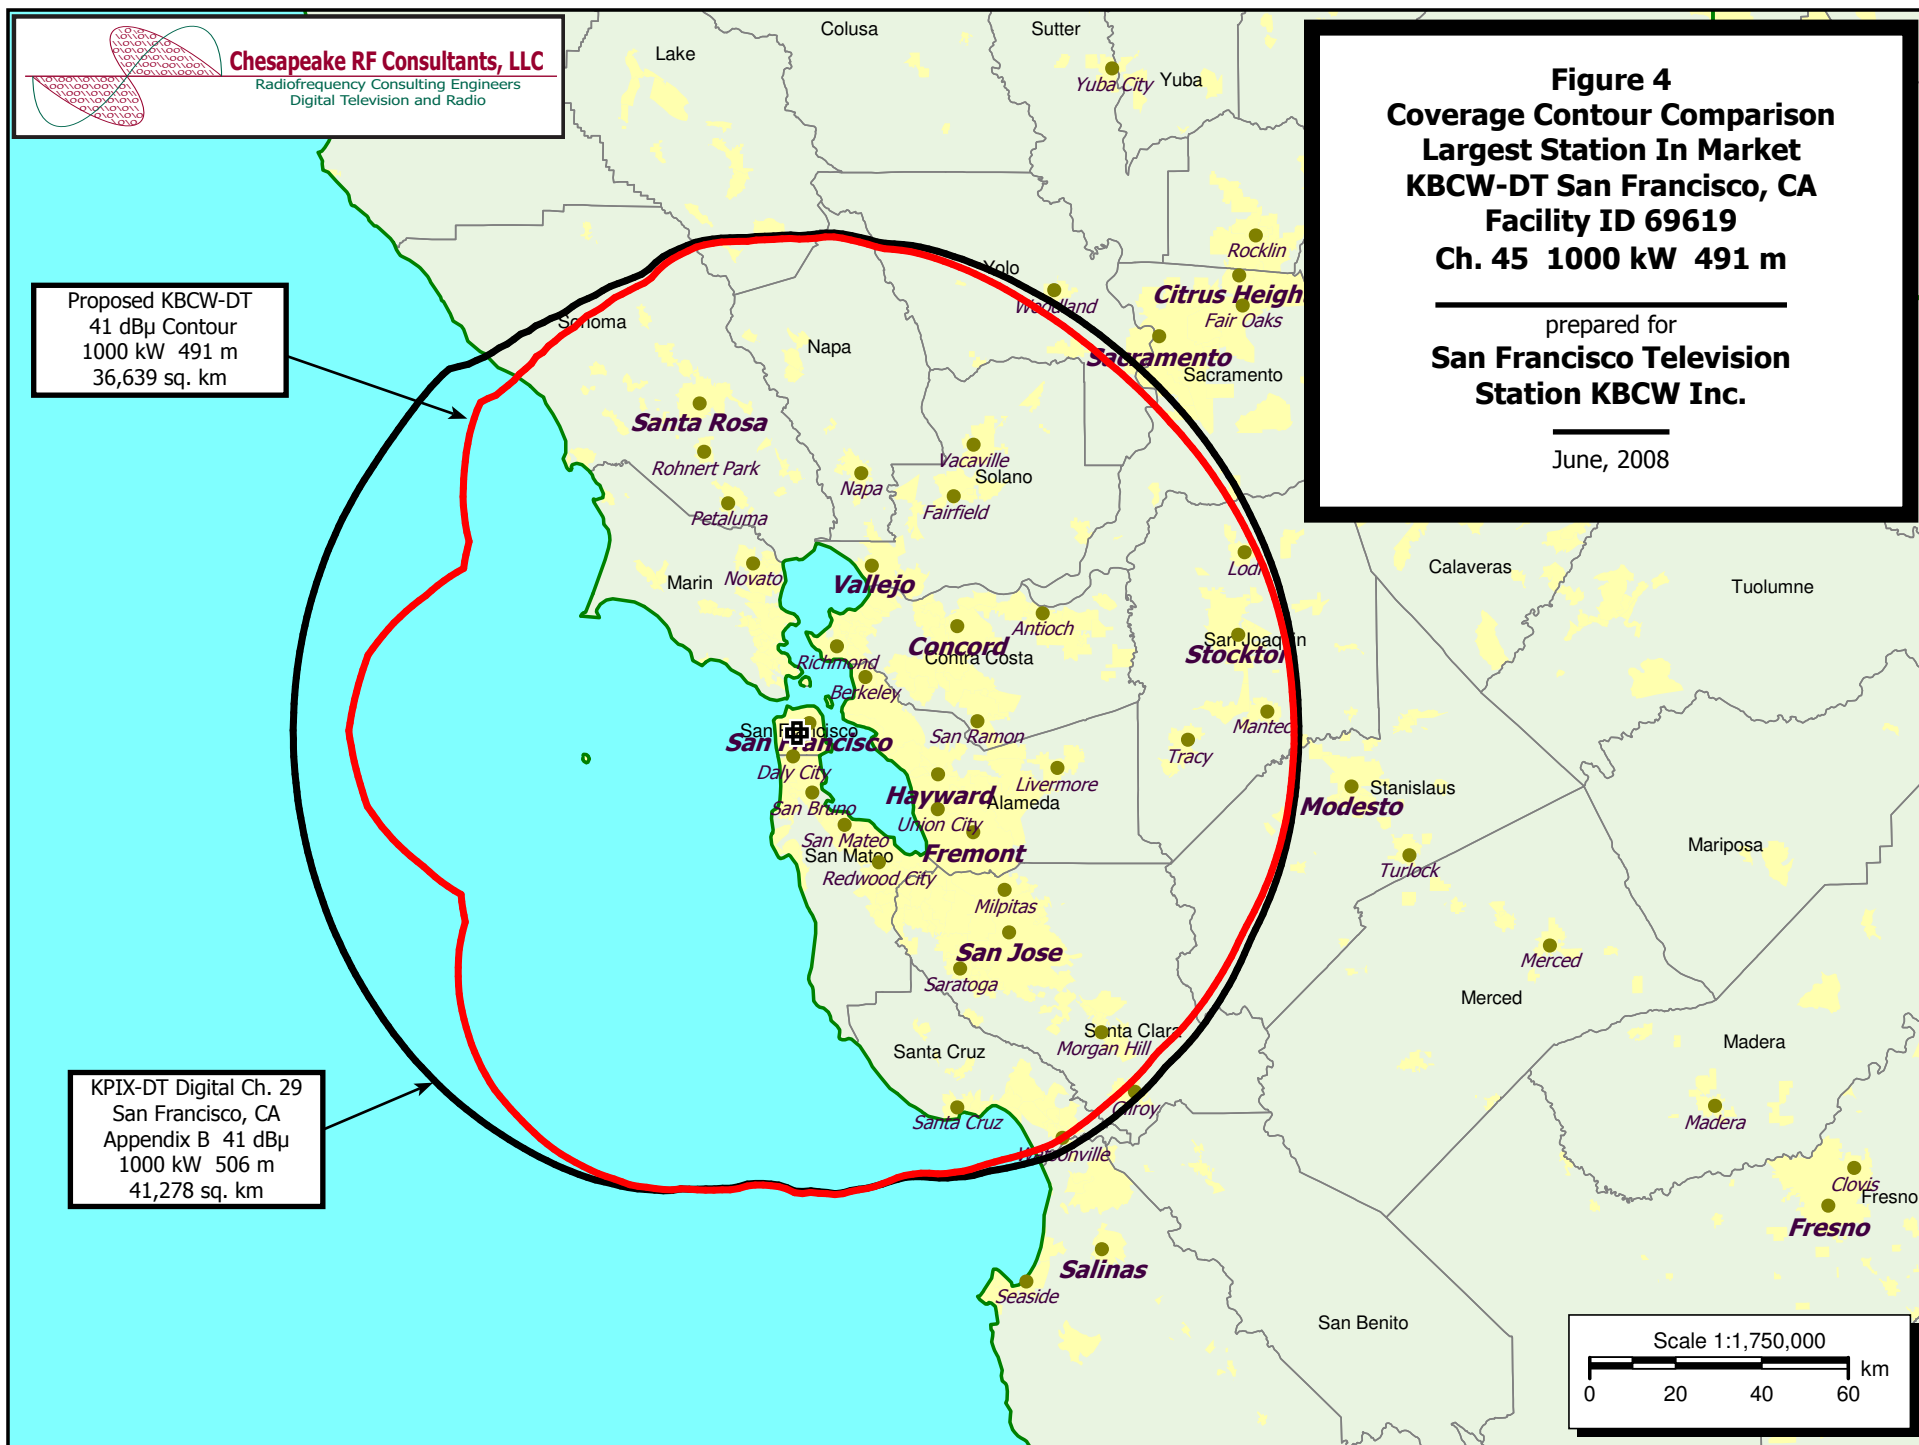 Chesapeake RF Consultants, LLC
Radiofrequency Consulting Engineers
Digital Television and Radio
Figure 4
Coverage Contour Comparison
Largest Station In Market
KBCW-DT San Francisco, CA
Facility ID 69619
Ch. 45 1000 kW 491 m
prepared for
San Francisco Television
Station KBCW Inc.
June, 2008
Proposed KBCW-DT
41 dBµ Contour
1000 kW 491 m
36,639 sq. km
KPIX-DT Digital Ch. 29
San Francisco, CA
Appendix B 41 dBµ
1000 kW 506 m
41,278 sq. km
Colusa
Sutter
Lake
Yuba City
Yuba
Rocklin
Yolo
Citrus Heigh
Woodland
Fair Oaks
Sonoma
Napa
Sacramento
Sacramento
Santa Rosa
Rohnert Park
Vacaville
Solano
Napa
Petaluma
Fairfield
Lodi
Calaveras
Novato
Marin
Vallejo
Tuolumne
Antioch
San Joaquin
Concord
Contra Costa
Stockton
Richmond
Berkeley
San Francisco
San Francisco
San Ramon
Mantec
Tracy
Daly City
Livermore
Stanislaus
Hayward
Alameda
Modesto
San Bruno
Union City
San Mateo
San Mateo
Fremont
Mariposa
Redwood City
Turlock
Milpitas
San Jose
Merced
Saratoga
Merced
Santa Clara
Morgan Hill
Santa Cruz
Madera
Gilroy
Santa Cruz
Madera
Watsonville
Clovis
Fresno
Fresno
Salinas
Seaside
San Benito
Scale 1:1,750,000
km
0 20 40 60